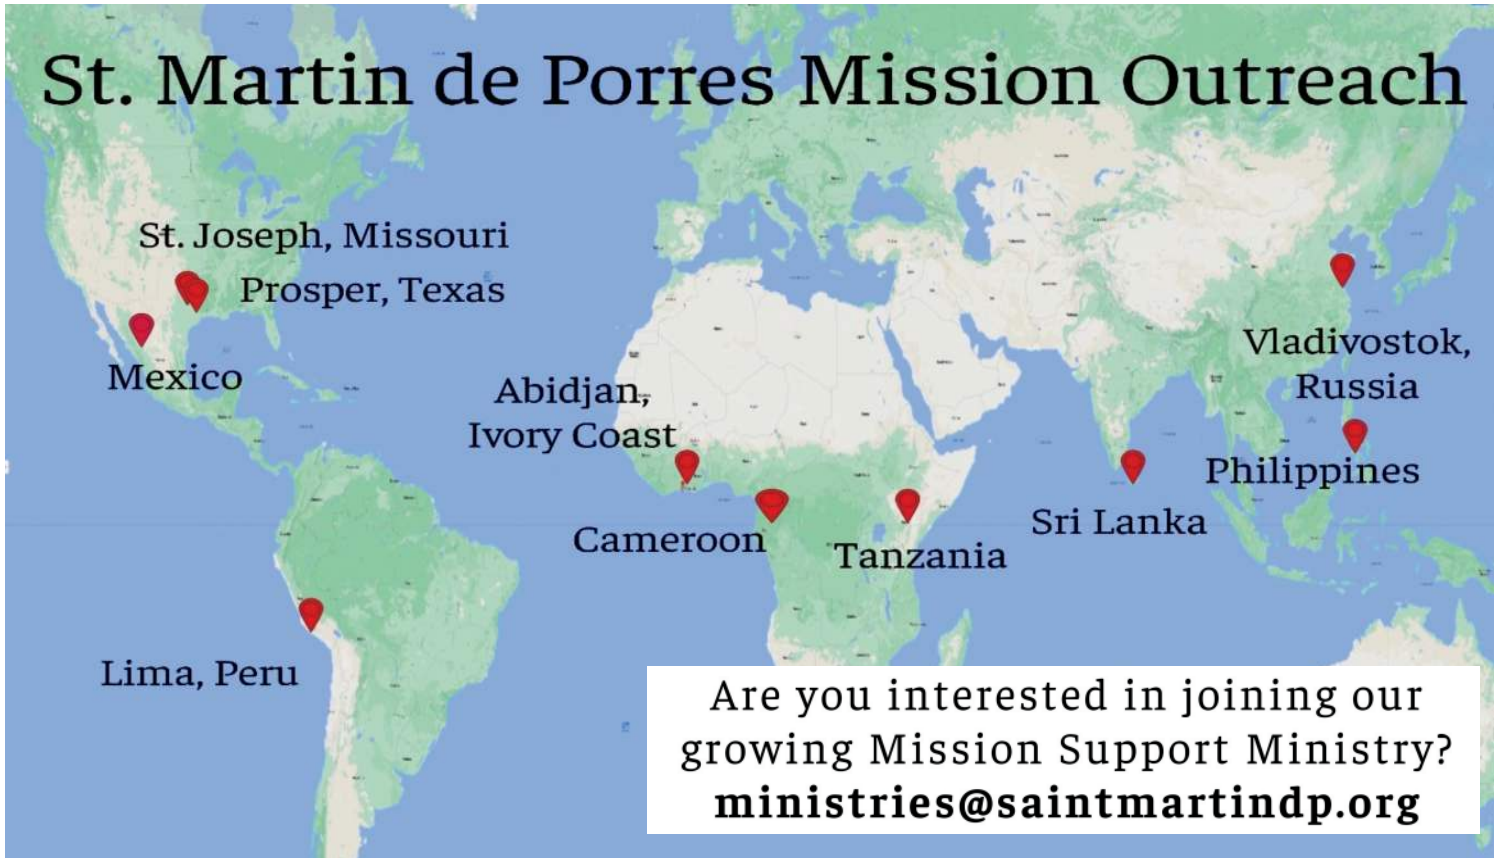 St. Martin de Porres Mission Outreach
St. Joseph, Missouri
Prosper, Texas
Mexico
Abidjan,
Ivory Coast
Cameroon
Tanzania
Sri Lanka
Vladivostok,
Russia
Philippines
Lima, Peru
Are you interested in joining our
growing Mission Support Ministry?
ministries@saintmartindp.org